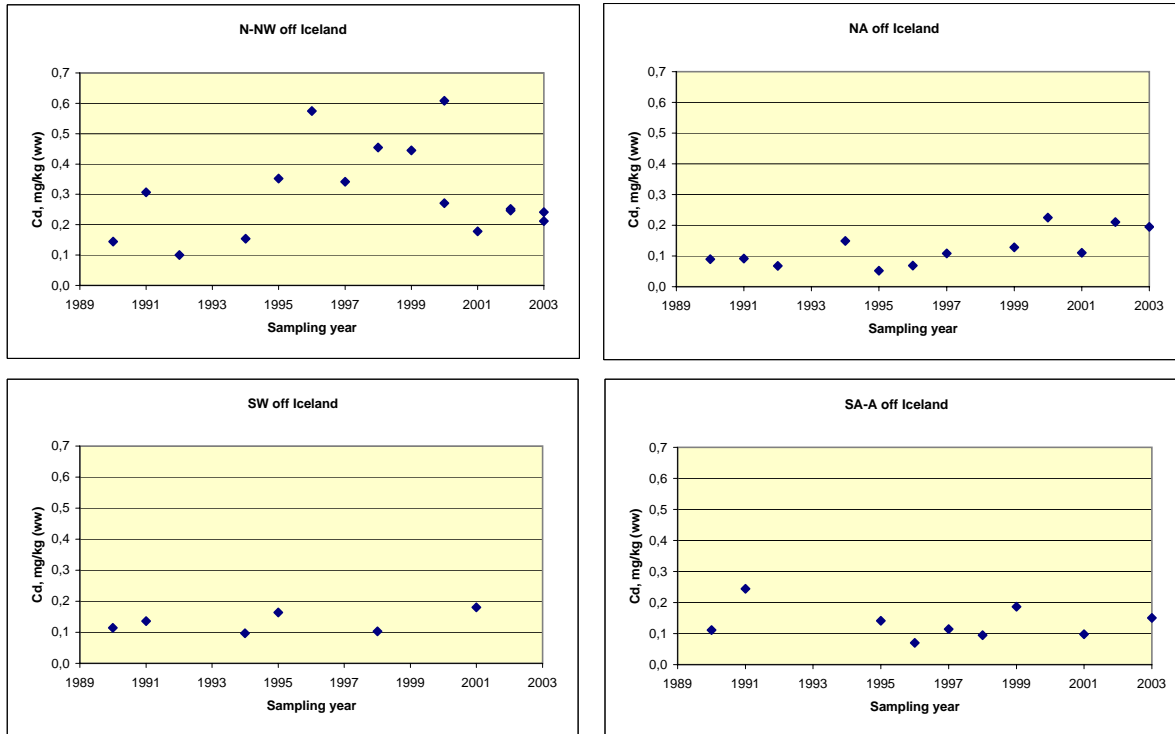 N-NW off Iceland
0,7
0,6
0,5
0,4
0,3
0,2
0,1
0,0
Cd, mg/kg (ww)
1989 1991 1993 1995 1997 1999 2001 2003
Sampling year
NA off Iceland
0,7
0,6
0,5
0,4
0,3
0,2
0,1
0,0
Cd, mg/kg (ww)
1989 1991 1993 1995 1997 1999 2001 2003
Sampling year
SW off Iceland
0,7
0,6
0,5
0,4
0,3
0,2
0,1
0,0
Cd, mg/kg (ww)
1989 1991 1993 1995 1997 1999 2001 2003
Sampling year
SA-A off Iceland
0,7
0,6
0,5
0,4
0,3
0,2
0,1
0,0
Cd, mg/kg (ww)
1989 1991 1993 1995 1997 1999 2001 2003
Sampling year